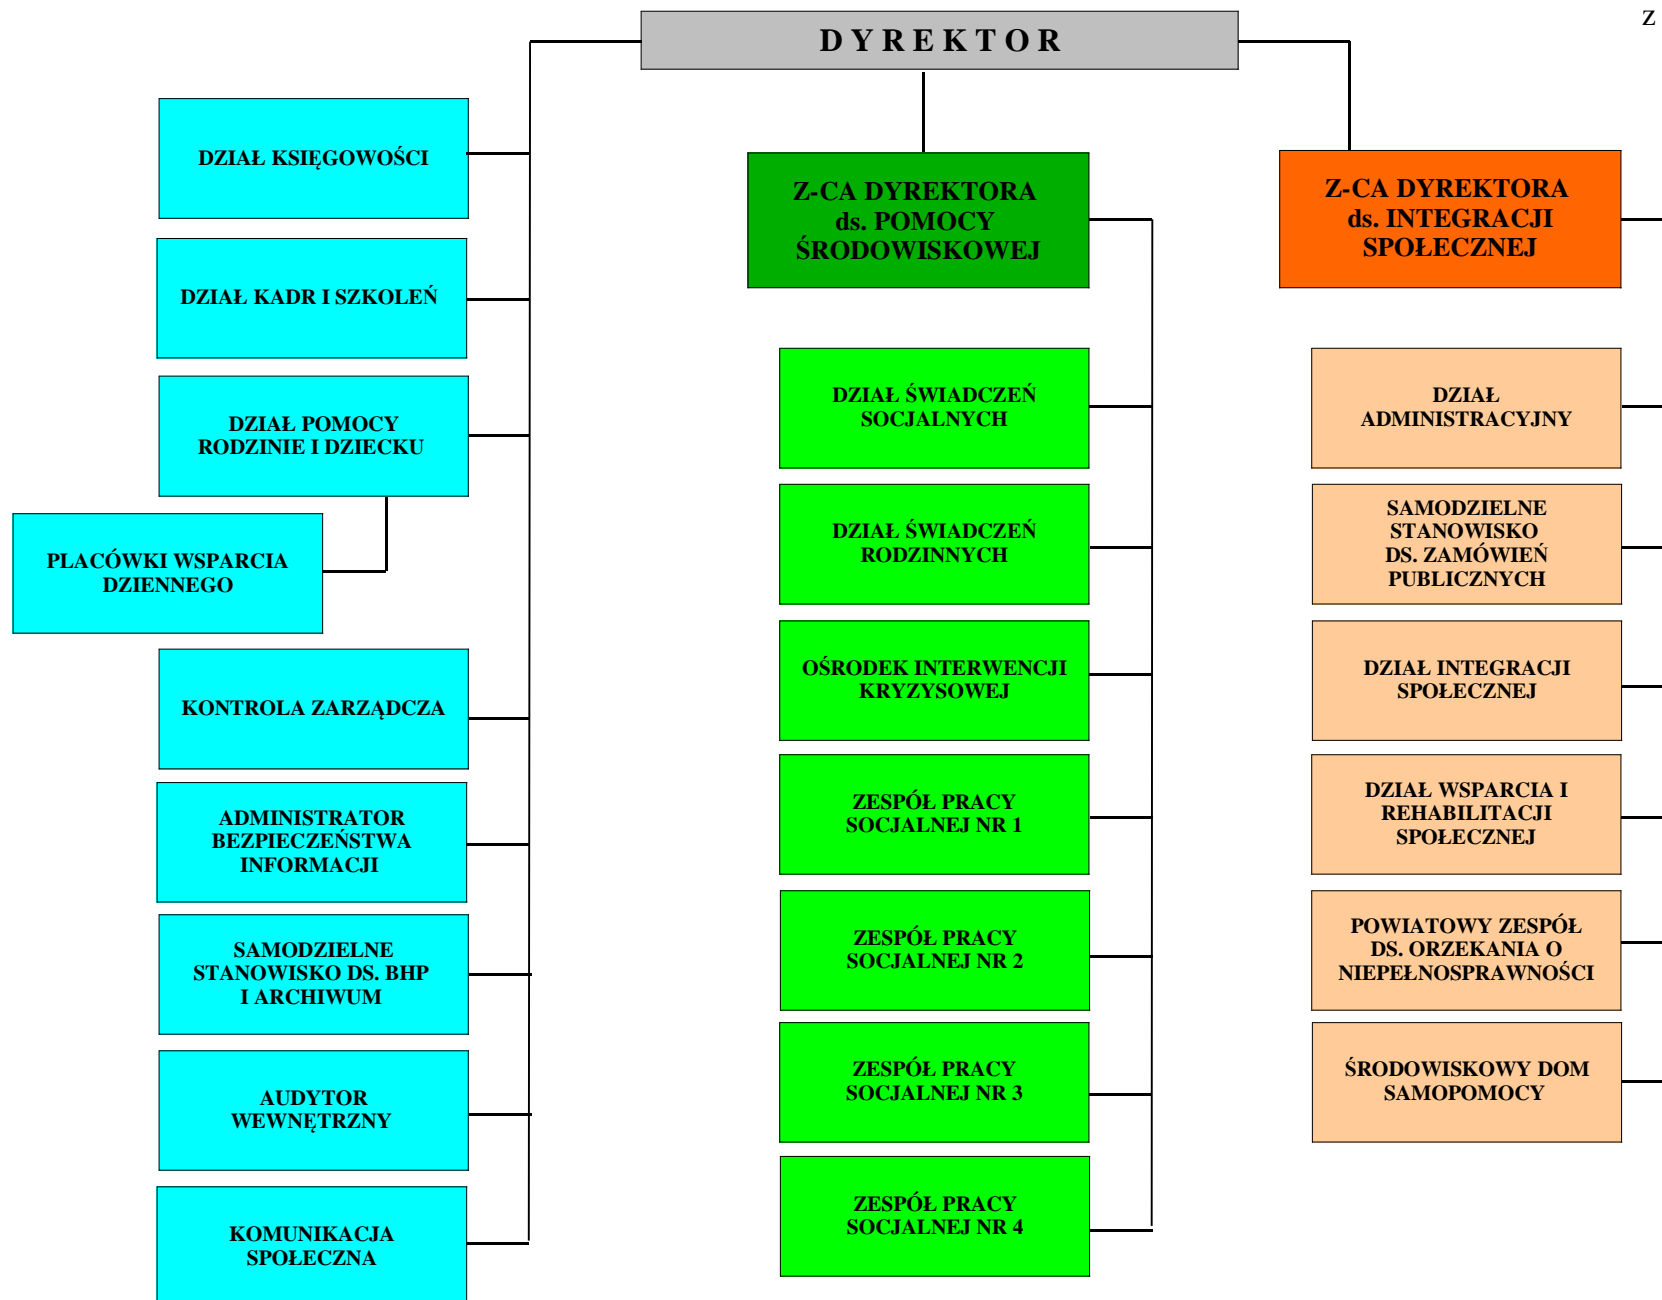 Z
D Y R E K T O R
DZIAŁ KSIĘGOWOŚCI
DZIAŁ KADR I SZKOLEŃ
DZIAŁ POMOCY
RODZINIE I DZIECKU
PLACÓWKI WSPARCIA
DZIENNEGO
KONTROLA ZARZĄDCZA
ADMINISTRATOR
BEZPIECZEŃSTWA
INFORMACJI
SAMODZIELNE
STANOWISKO DS. BHP
I ARCHIWUM
AUDYTOR
WEWNĘTRZNY
KOMUNIKACJA
SPOŁECZNA
Z-CA DYREKTORA
ds. POMOCY
ŚRODOWISKOWEJ
DZIAŁ ŚWIADCZEŃ
SOCJALNYCH
DZIAŁ ŚWIADCZEŃ
RODZINNYCH
OŚRODEK INTERWENCJI
KRYZYSOWEJ
ZESPÓŁ PRACY
SOCJALNEJ NR 1
ZESPÓŁ PRACY
SOCJALNEJ NR 2
ZESPÓŁ PRACY
SOCJALNEJ NR 3
ZESPÓŁ PRACY
SOCJALNEJ NR 4
Z-CA DYREKTORA
ds. INTEGRACJI
SPOŁECZNEJ
DZIAŁ
ADMINISTRACYJNY
SAMODZIELNE
STANOWISKO
DS. ZAMÓWIEŃ
PUBLICZNYCH
DZIAŁ INTEGRACJI
SPOŁECZNEJ
DZIAŁ WSPARCIA I
REHABILITACJI
SPOŁECZNEJ
POWIATOWY ZESPÓŁ
DS. ORZEKANIA O
NIEPEŁNOSPRAWNOŚCI
ŚRODOWISKOWY DOM
SAMOPOMOCY